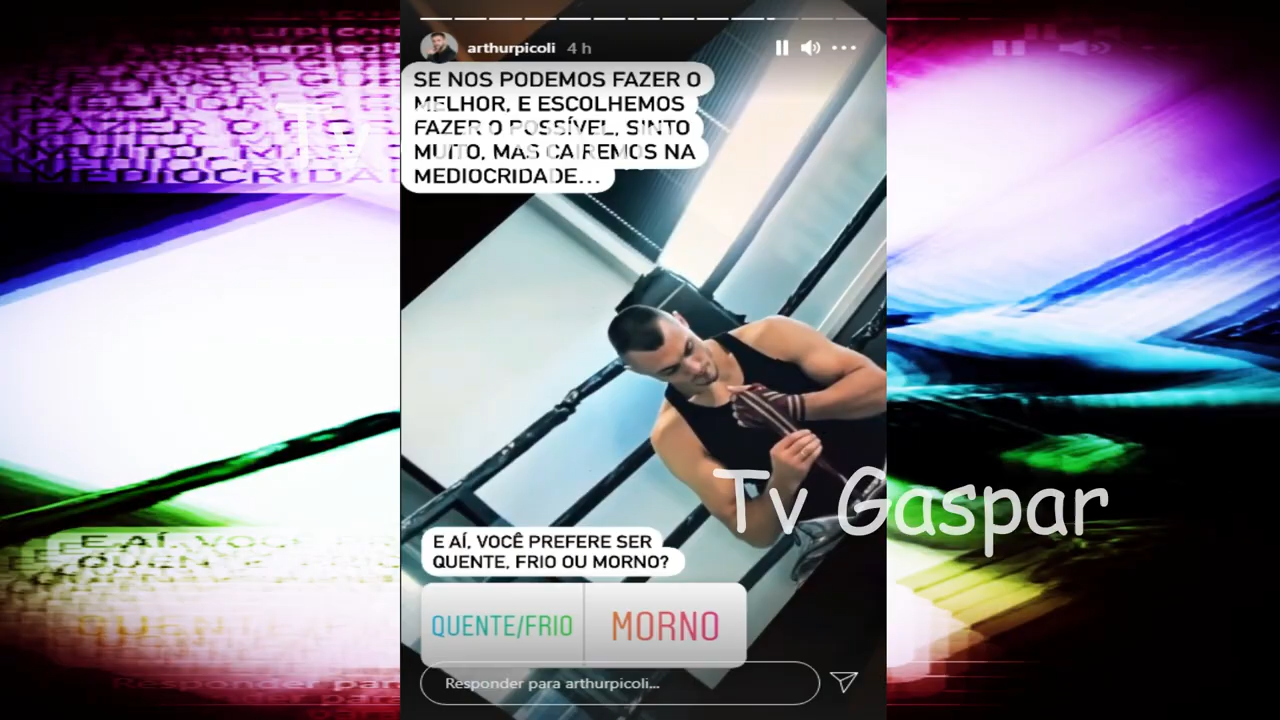 arthurpicoli 4 h
SE NOS PODEMOS FAZER O
MELHOR, E ESCOLHEMOS
FAZER O POSSÍVEL, SINTO
MUITO, MAS CAIREMOS NA
MEDIOCRIDADE...
Tv Gaspar
E AÍ, VOCÊ PREFERE SER
QUENTE, FRIO OU MORNO?
QUENTE/FRIO MORNO
Responder para arthurpicoli...